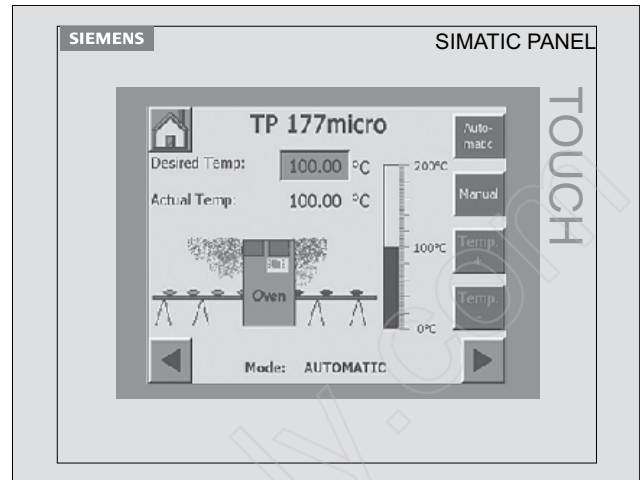 SIEMENS
SIMATIC PANEL
TOUCH
TP 177micro
Auto-
matic
Desired Temp: 100.00 °C
200°C
Manual
Actual Temp: 100.00 °C
100°C
Temp.
+
Oven
Temp.
-
0°C
Mode: AUTOMATIC